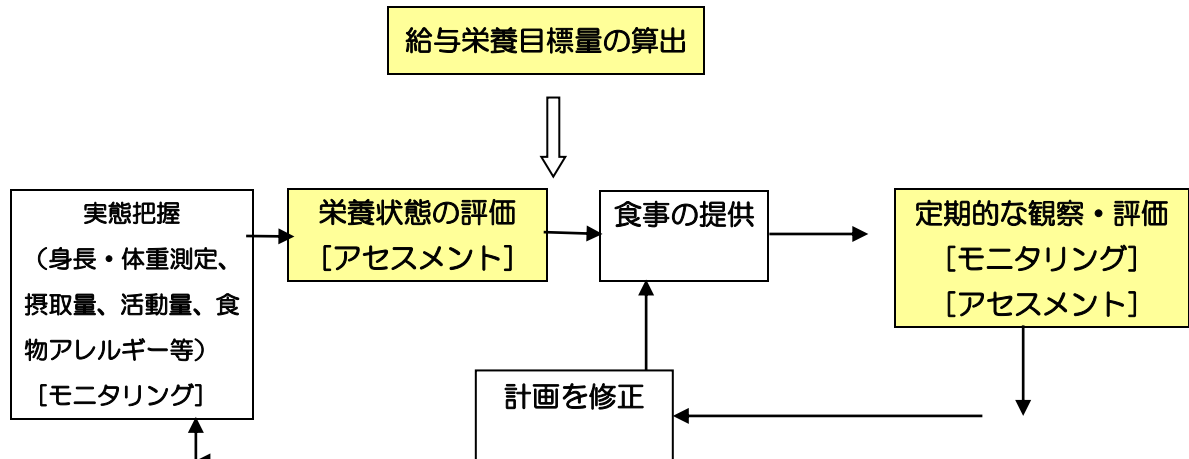 給与栄養目標量の算出
実態把握
（身長・体重測定、
摂取量、活動量、食
物アレルギー等）
［モニタリング］
栄養状態の評価
［アセスメント］
食事の提供
定期的な観察・評価
［モニタリング］
［アセスメント］
計画を修正